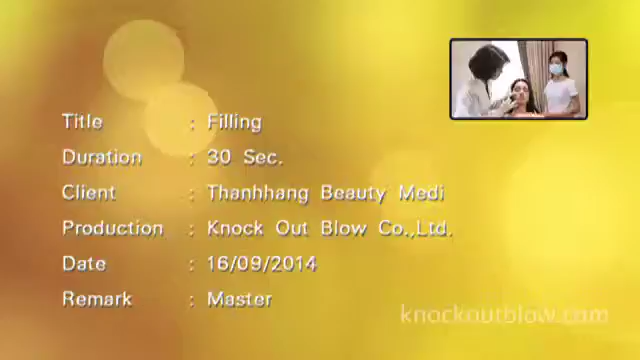 Title : Filling
Duration : 30 Sec.
Client : Thanhhang Beauty Medi
Production : Knock Out Blow Co.,Ltd.
Date : 16/09/2014
Remark : Master
knockoutblow.com